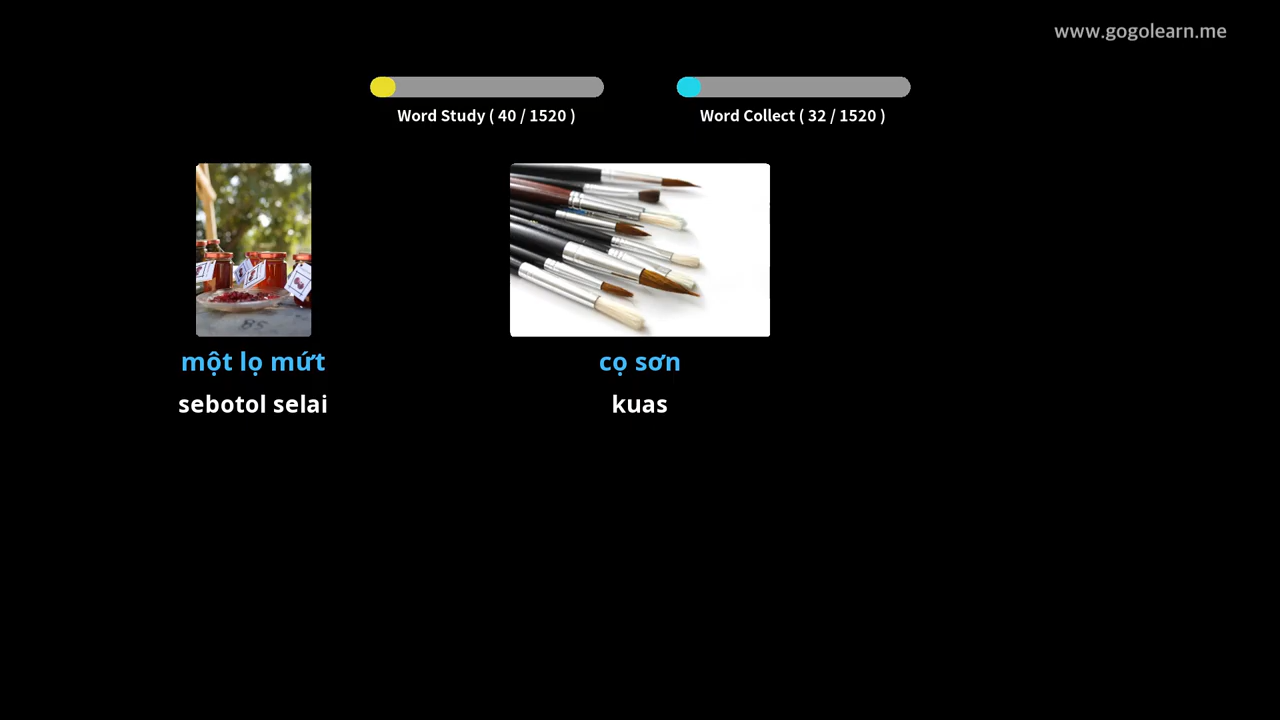 www.gogolearn.me
Word Study ( 40 / 1520 )
Word Collect ( 32 / 1520 )
một lọ mứt
cọ sơn
sebotol selai
kuas